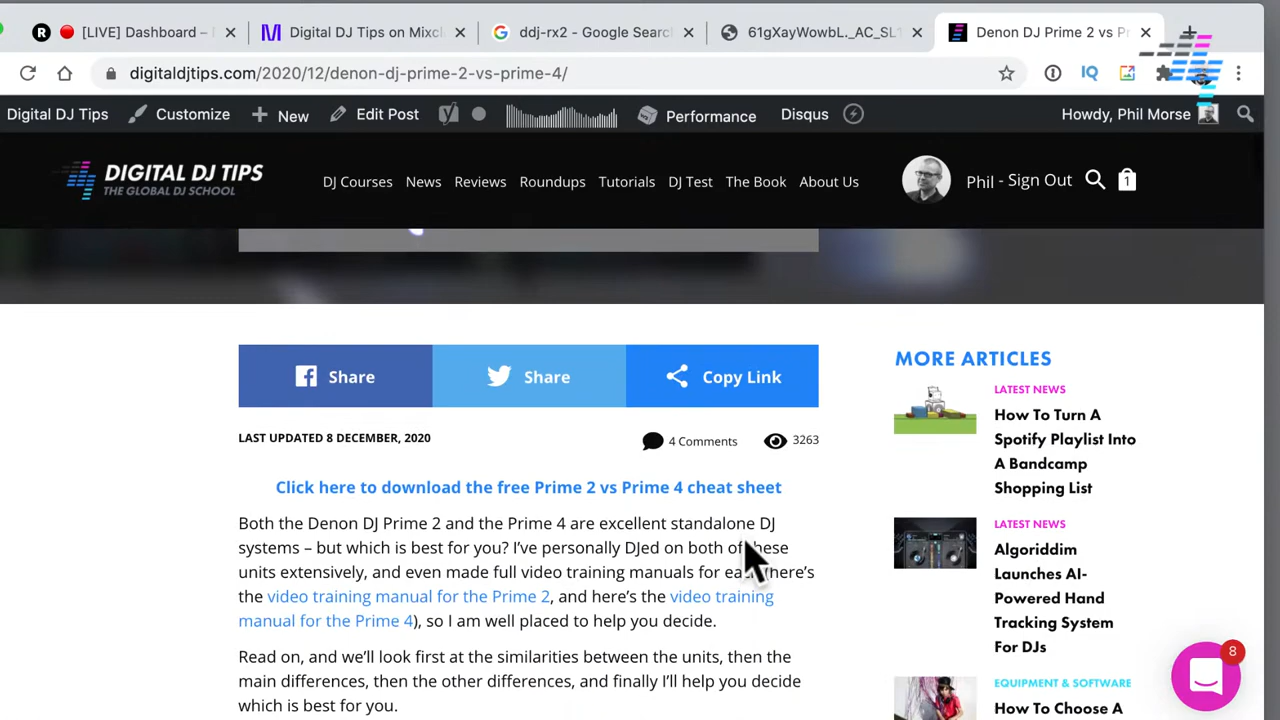 R [LIVE] Dashboard –
Digital DJ Tips on Mixcl
ddj-rx2 - Google Searc
61gXayWowbL._AC_SL
Denon DJ Prime 2 vs P
digitaldjtips.com/2020/12/denon-dj-prime-2-vs-prime-4/
IQ
Digital DJ Tips
Customize
New
Edit Post
Performance
Disqus
Howdy, Phil Morse
DIGITAL DJ TIPS
THE GLOBAL DJ SCHOOL
DJ Courses
News
Reviews
Roundups
Tutorials
DJ Test
The Book
About Us
Phil - Sign Out
1
Share
Share
Copy Link
LAST UPDATED 8 DECEMBER, 2020
4 Comments
3263
Click here to download the free Prime 2 vs Prime 4 cheat sheet
Both the Denon DJ Prime 2 and the Prime 4 are excellent standalone DJ
systems – but which is best for you? I've personally DJed on both of these
units extensively, and even made full video training manuals for each (here's
the video training manual for the Prime 2, and here's the video training
manual for the Prime 4), so I am well placed to help you decide.
Read on, and we'll look first at the similarities between the units, then the
main differences, then the other differences, and finally I'll help you decide
which is best for you.
MORE ARTICLES
LATEST NEWS
How To Turn A
Spotify Playlist Into
A Bandcamp
Shopping List
LATEST NEWS
Algoriddim
Launches AI-
Powered Hand
Tracking System
For DJs
EQUIPMENT & SOFTWARE
How To Choose A
8